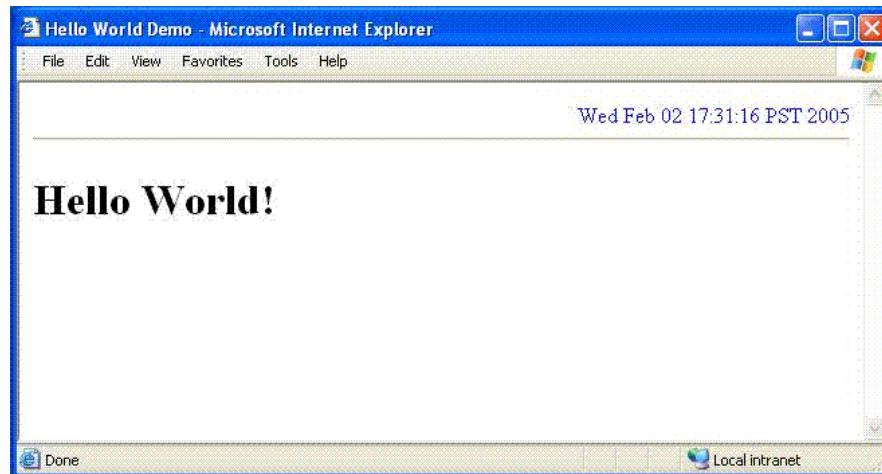 Hello World Demo - Microsoft Internet Explorer
File Edit View Favorites Tools Help
Wed Feb 02 17:31:16 PST 2005
Hello World!
Done Local intranet